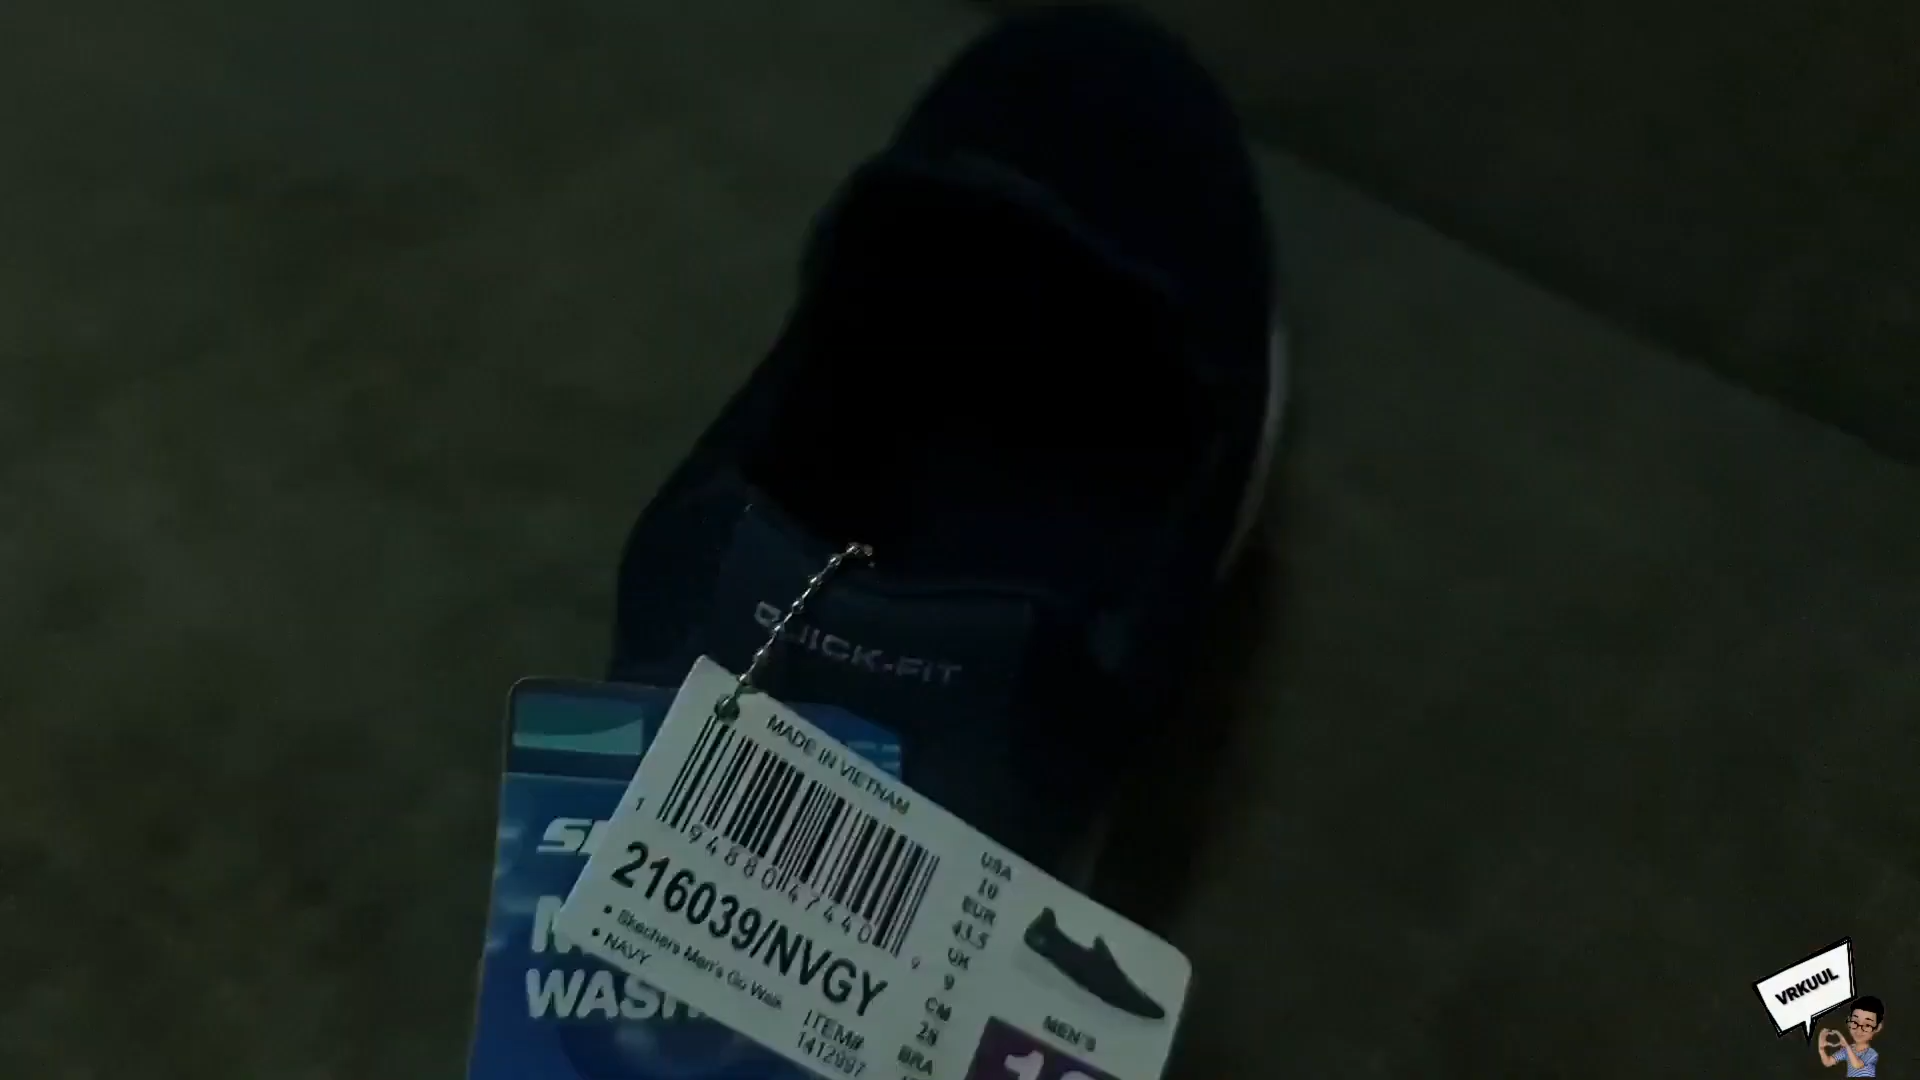 QUICK-FIT
MADE IN VIETNAM
1 94880 47440 9
216039/NVGY
• Skechers Men's Go Walk
• NAVY
ITEM#
1412997
USA
10
EUR
43.5
UK
9
CM
28
BRA
MEN'S
WASH
VRKUUL